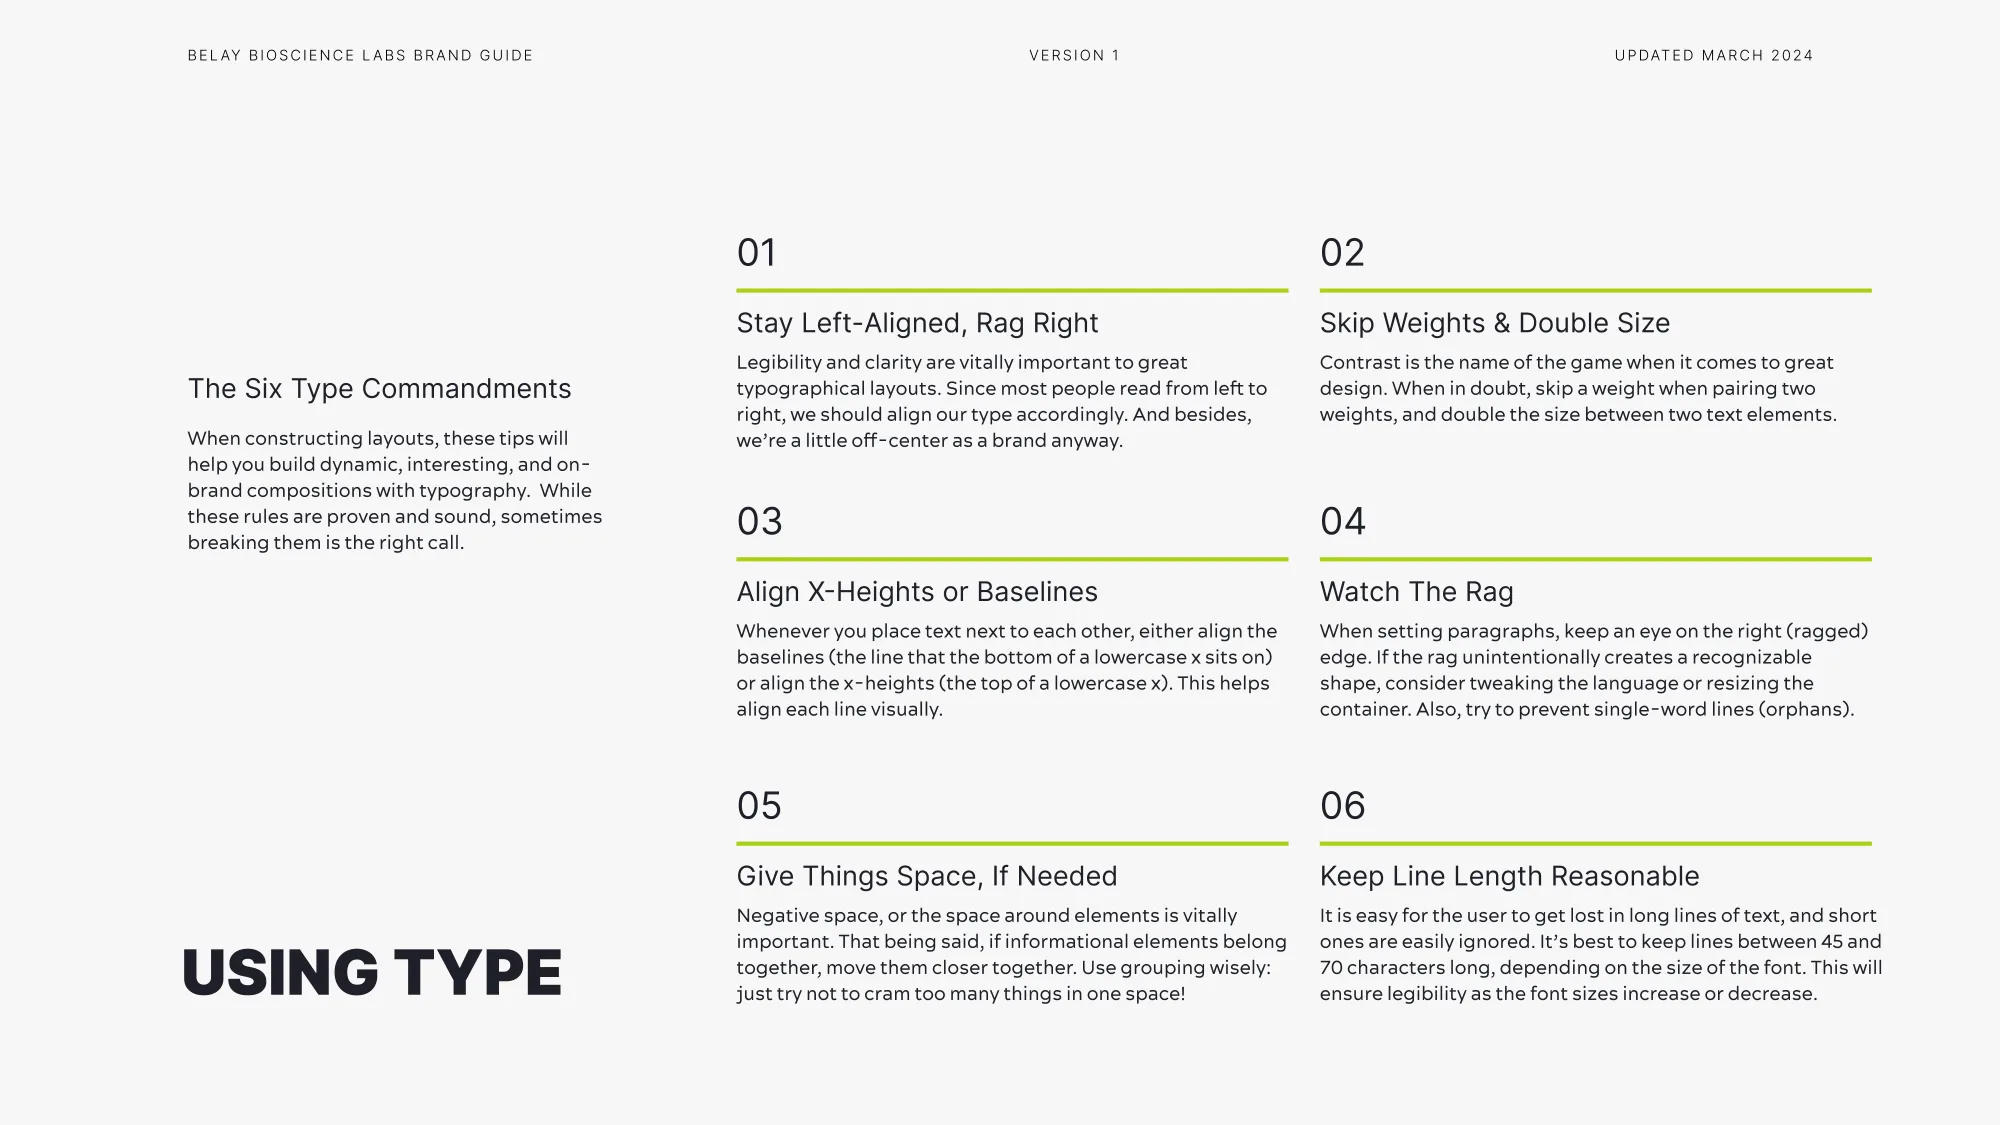 BELAY BIOSCIENCE LABS BRAND GUIDE
VERSION 1
UPDATED MARCH 2024
The Six Type Commandments
When constructing layouts, these tips will
help you build dynamic, interesting, and on-
brand compositions with typography.  While
these rules are proven and sound, sometimes
breaking them is the right call.
USING TYPE
01
Stay Left-Aligned, Rag Right
Legibility and clarity are vitally important to great
typographical layouts. Since most people read from left to
right, we should align our type accordingly. And besides,
we’re a little off-center as a brand anyway.
02
Skip Weights & Double Size
Contrast is the name of the game when it comes to great
design. When in doubt, skip a weight when pairing two
weights, and double the size between two text elements.
03
Align X-Heights or Baselines
Whenever you place text next to each other, either align the
baselines (the line that the bottom of a lowercase x sits on)
or align the x-heights (the top of a lowercase x). This helps
align each line visually.
04
Watch The Rag
When setting paragraphs, keep an eye on the right (ragged)
edge. If the rag unintentionally creates a recognizable
shape, consider tweaking the language or resizing the
container. Also, try to prevent single-word lines (orphans).
05
Give Things Space, If Needed
Negative space, or the space around elements is vitally
important. That being said, if informational elements belong
together, move them closer together. Use grouping wisely:
just try not to cram too many things in one space!
06
Keep Line Length Reasonable
It is easy for the user to get lost in long lines of text, and short
ones are easily ignored. It’s best to keep lines between 45 and
70 characters long, depending on the size of the font. This will
ensure legibility as the font sizes increase or decrease.